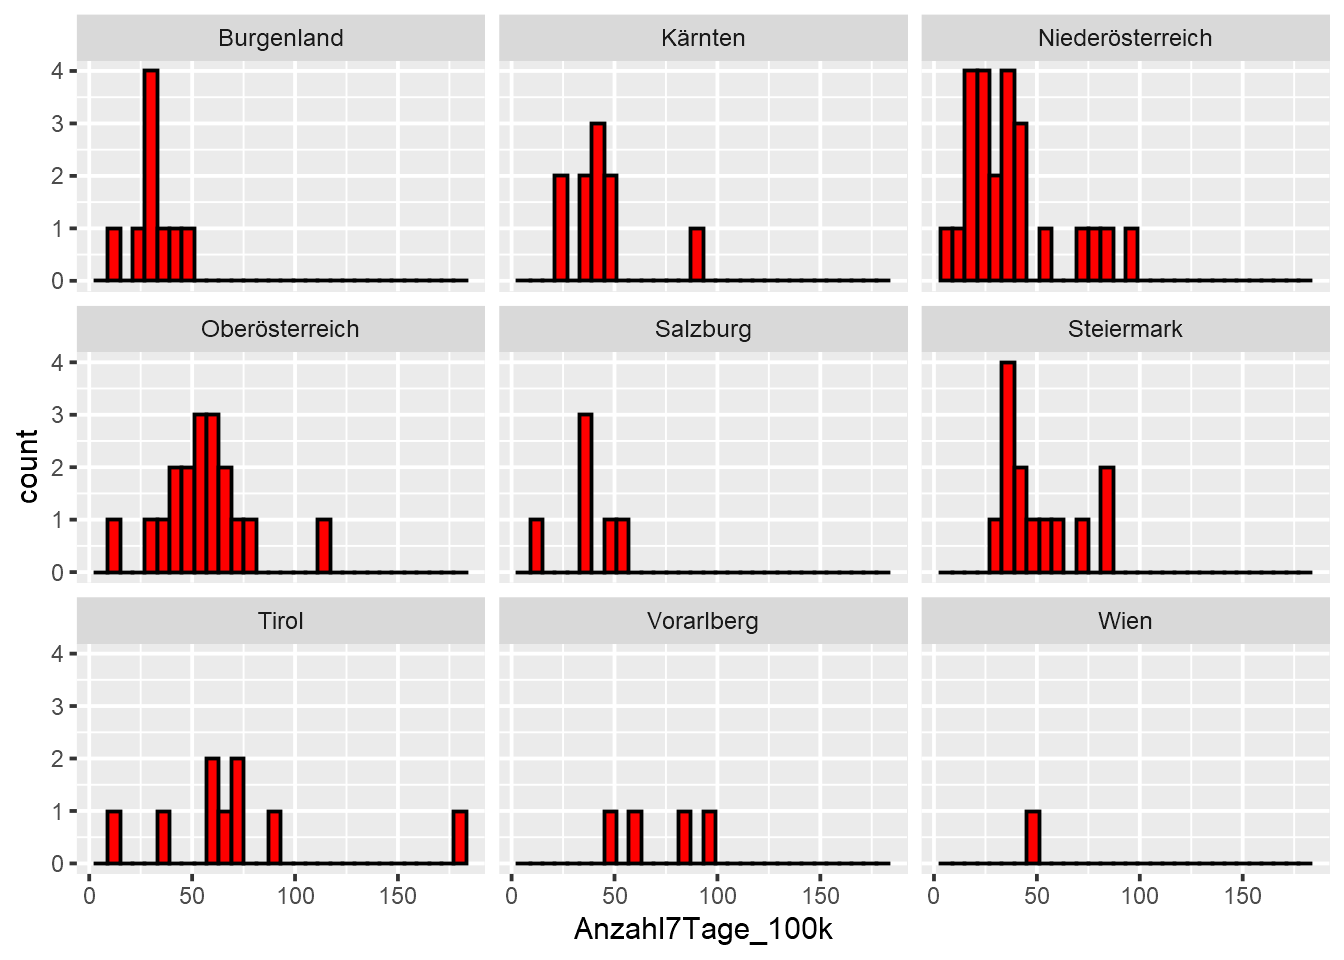 Burgenland Kärnten Niederösterreich
4
3
2
1
0
Oberösterreich Salzburg Steiermark
4
3
2
1
0
count
Tirol Vorarlberg Wien
4
3
2
1
0
0 50 100 150 0 50 100 150 0 50 100 150
Anzahl7Tage_100k